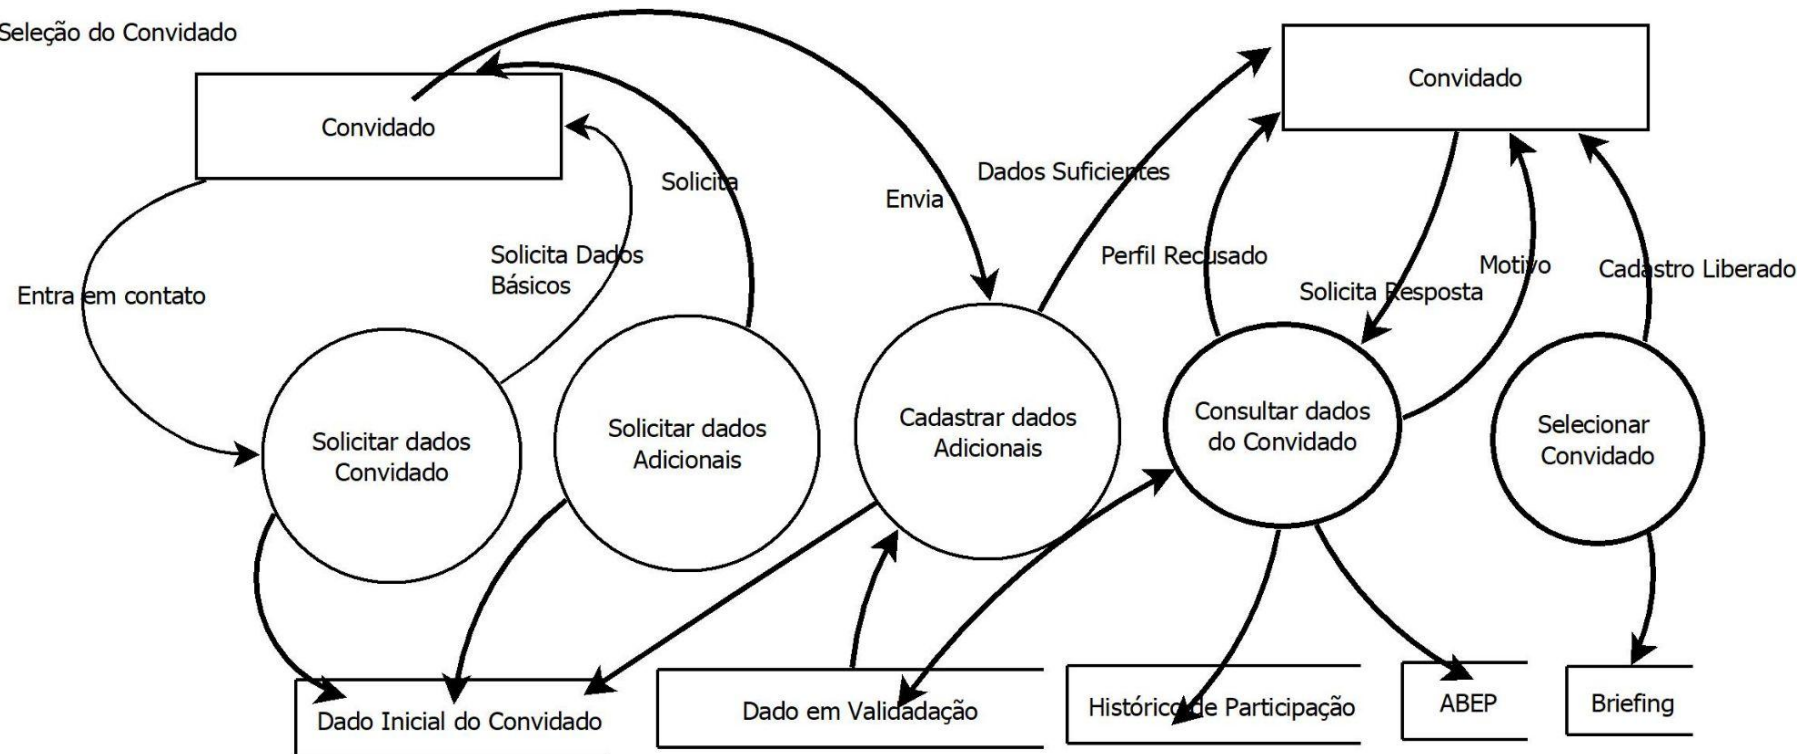 Seleção do Convidado
Convidado
Convidado
Solicita
Dados Suficientes
Envia
Solicita Dados
Básicos
Perfil Recusado
Motivo
Cadastro Liberado
Entra em contato
Solicita Resposta
Solicitar dados
Convidado
Solicitar dados
Adicionais
Cadastrar dados
Adicionais
Consultar dados
do Convidado
Selecionar
Convidado
Dado Inicial do Convidado
Dado em Validadação
Histórico de Participação
ABEP
Briefing